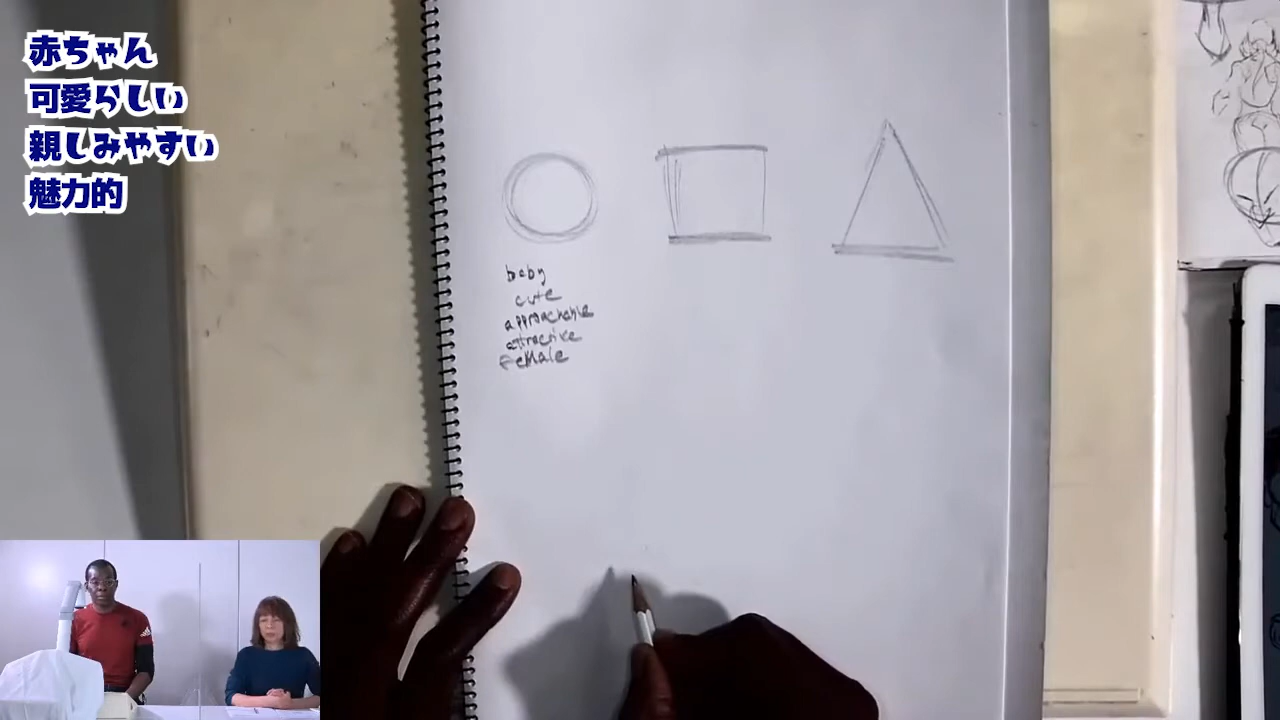 赤ちゃん
可愛らしい
親しみやすい
魅力的
baby
cute
approachable
attractive
female